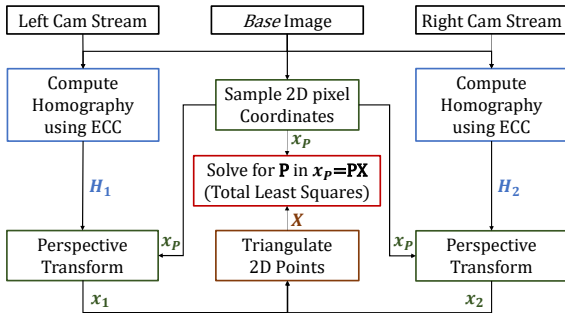 Left Cam Stream
Base Image
Right Cam Stream
Compute
Homography
using ECC
Sample 2D pixel
Coordinates
Compute
Homography
using ECC
x_P
Solve for P in x_P=PX
(Total Least Squares)
H_1
H_2
X
x_P
x_P
Perspective
Transform
Triangulate
2D Points
Perspective
Transform
x_1
x_2